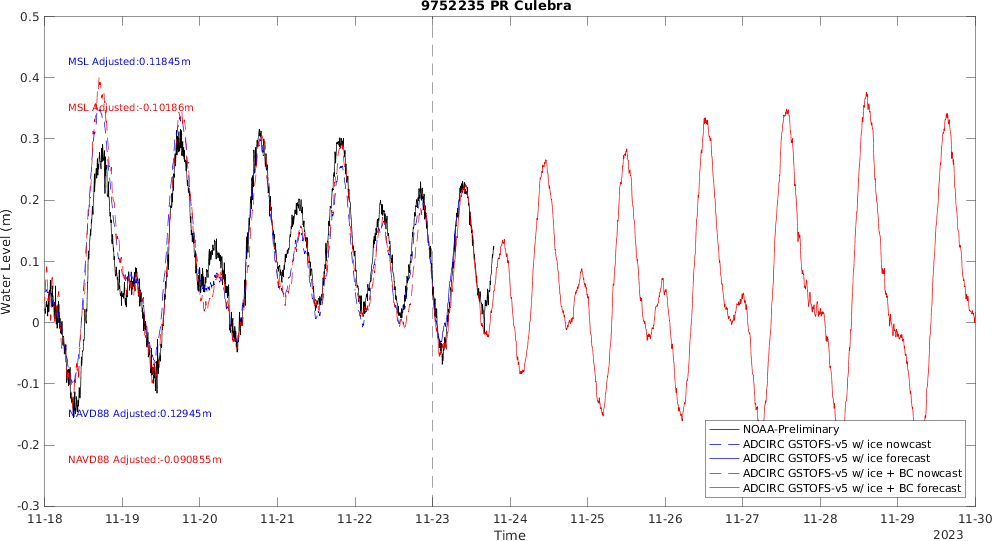 9752235 PR Culebra
0.5
0.4
0.3
0.2
0.1
0
-0.1
-0.2
-0.3
Water Level (m)
MSL Adjusted:0.11845m
MSL Adjusted:-0.10186m
NAVD88 Adjusted:0.12945m
NAVD88 Adjusted:-0.090855m
NOAA-Preliminary
ADCIRC GSTOFS-v5 w/ ice nowcast
ADCIRC GSTOFS-v5 w/ ice forecast
ADCIRC GSTOFS-v5 w/ ice + BC nowcast
ADCIRC GSTOFS-v5 w/ ice + BC forecast
11-18 11-19 11-20 11-21 11-22 11-23 11-24 11-25 11-26 11-27 11-28 11-29 11-30
Time
2023